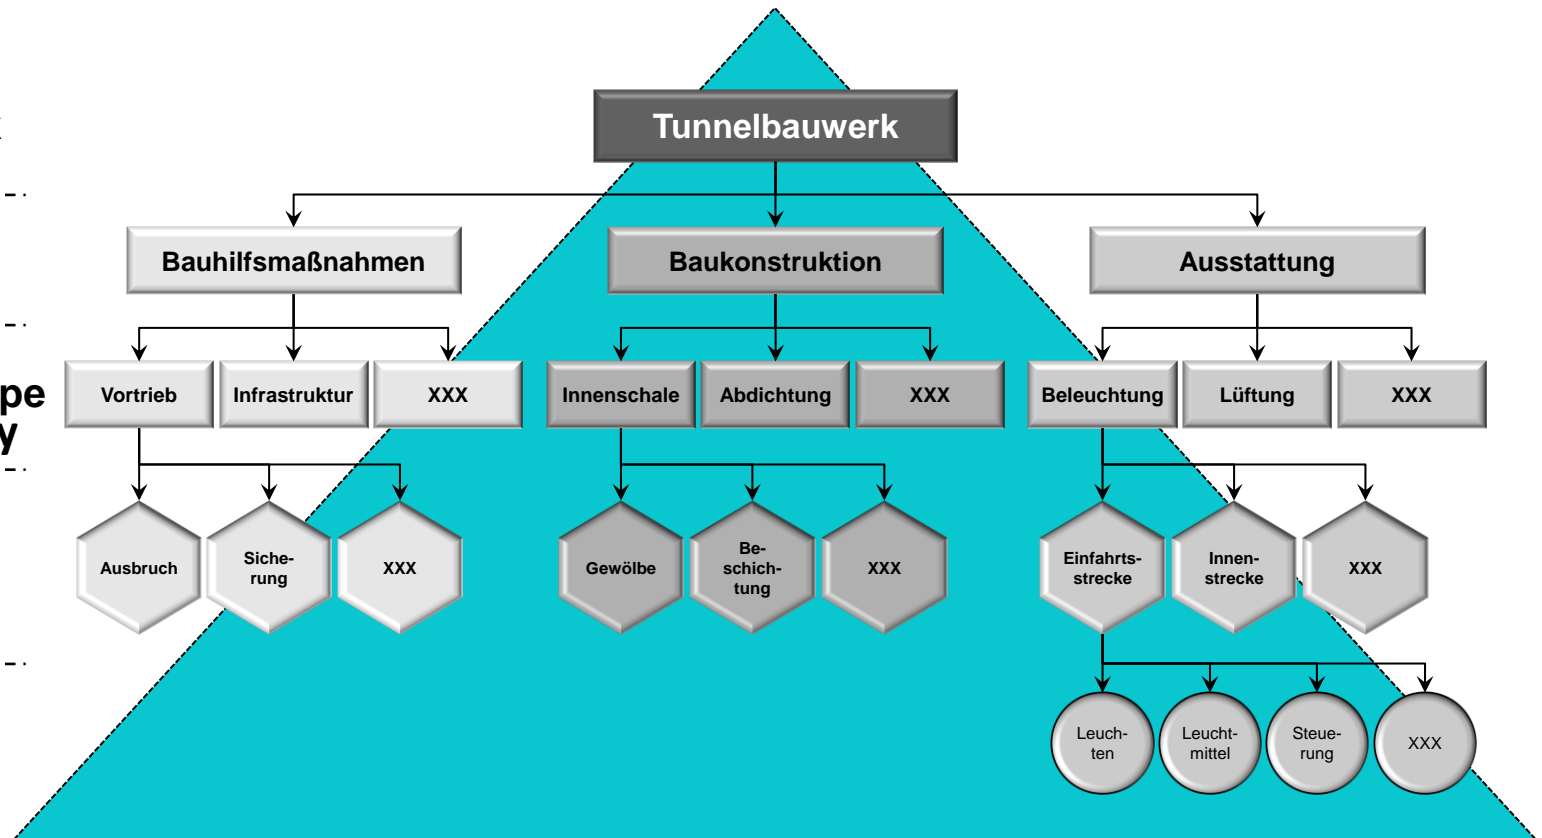 Tunnelbauwerk
Bauhilfsmaßnahmen
Baukonstruktion
Ausstattung
pe
y
Vortrieb
Infrastruktur
XXX
Innenschale
Abdichtung
XXX
Beleuchtung
Lüftung
XXX
Ausbruch
Siche-
rung
XXX
Gewölbe
Be-
schich-
tung
XXX
Einfahrts-
strecke
Innen-
strecke
XXX
Leuch-
ten
Leucht-
mittel
Steue-
rung
XXX